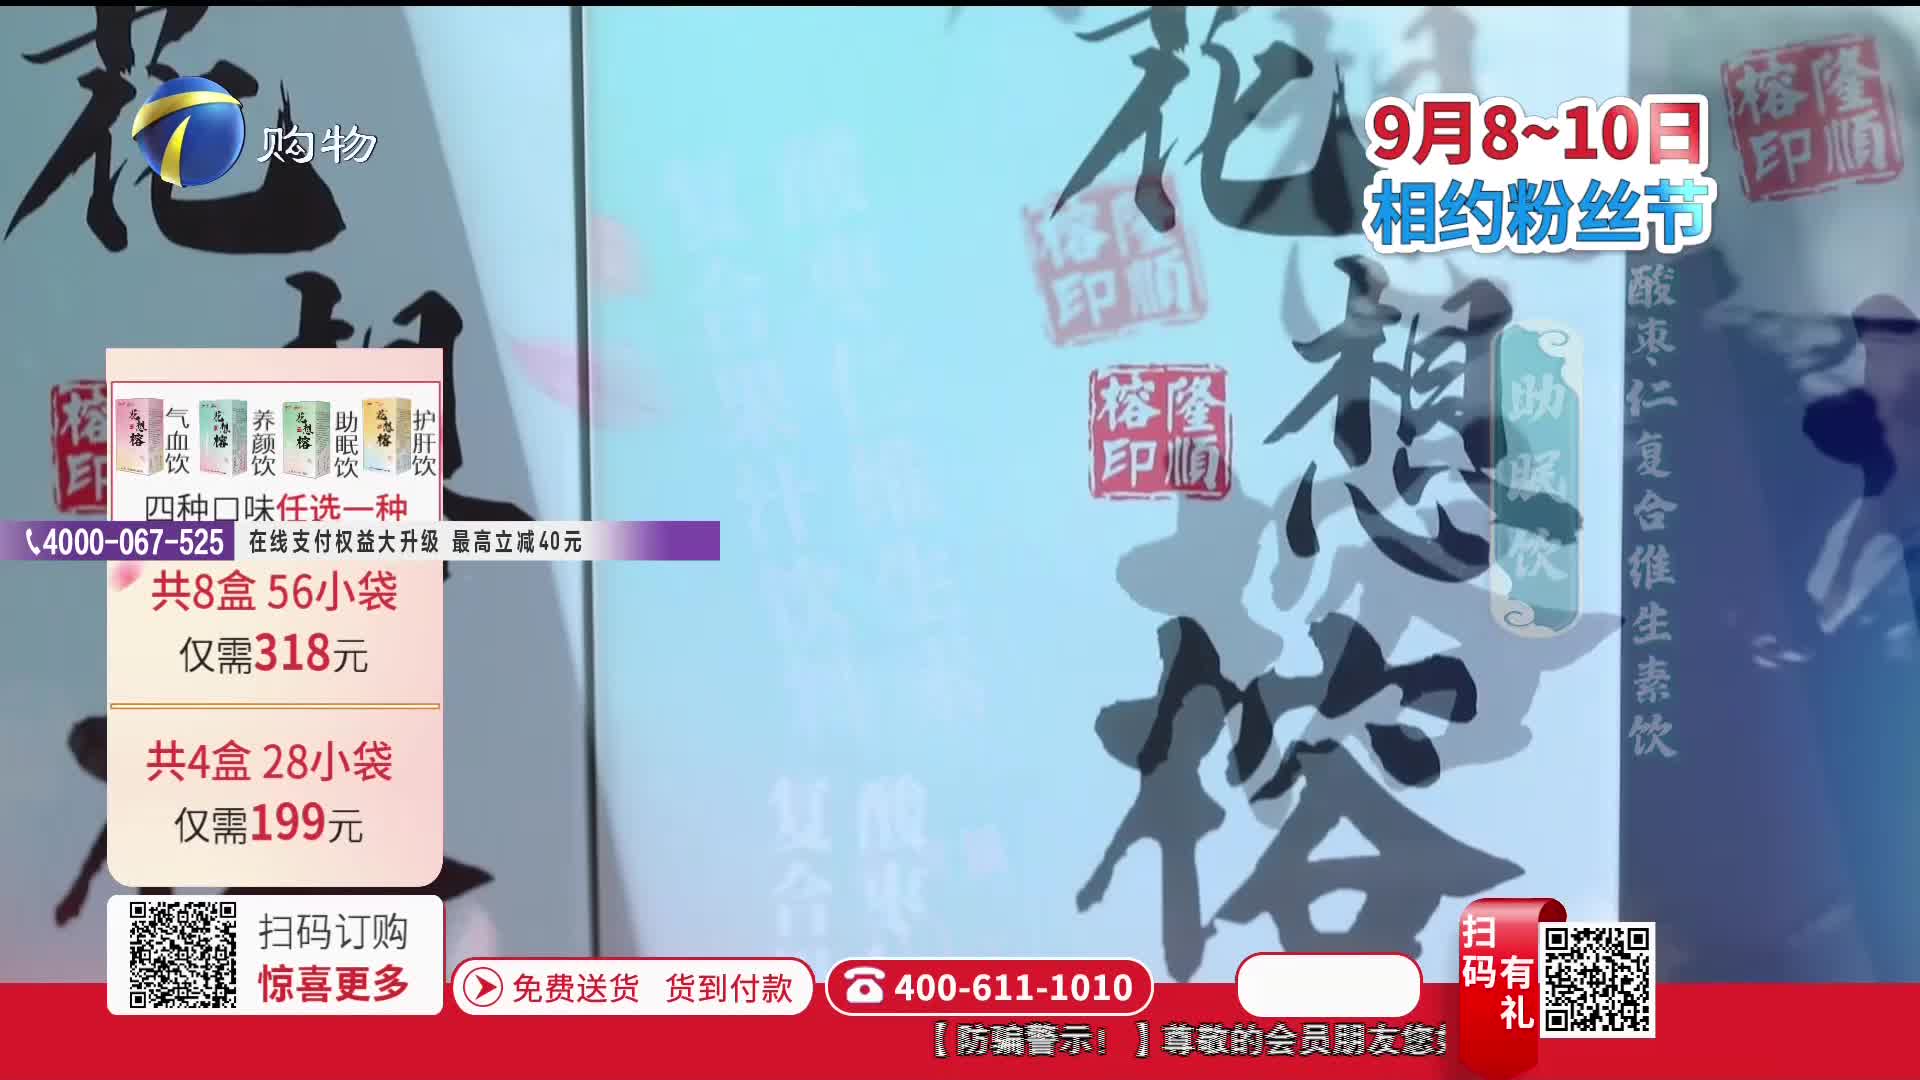 购物
9月8~10日
相约粉丝节
花想榕
隆顺榕印
隆顺榕印
隆顺榕印
助眠饮
酸枣仁复合维生素饮
酸枣
复合
花想
气血饮
养颜饮
助眠饮
护肝饮
四种口味任选一种
4000-067-525 在线支付权益大升级 最高立减40元
共8盒 56小袋
仅需318元
共4盒 28小袋
仅需199元
扫码订购
惊喜更多
免费送货 货到付款
400-611-1010
扫码有礼
【防骗警示！】尊敬的会员朋友您